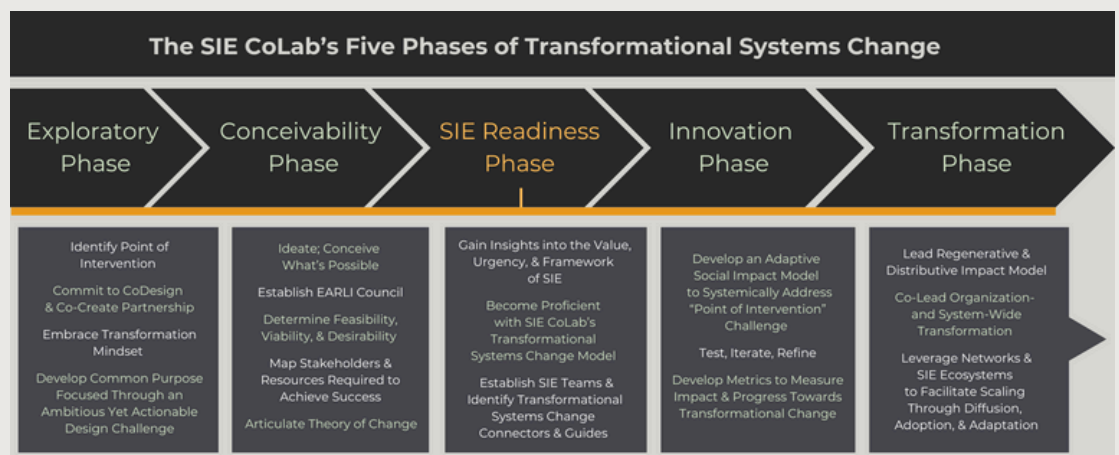 The SIE CoLab's Five Phases of Transformational Systems Change
Exploratory
Phase
Conceivability
Phase
SIE Readiness
Phase
Innovation
Phase
Transformation
Phase
Identify Point of
Intervention
Commit to CoDesign
& Co-Create Partnership
Embrace Transformation
Mindset
Develop Common Purpose
Focused Through an
Ambitious Yet Actionable
Design Challenge
Ideate; Conceive
What's Possible
Establish EARLI Council
Determine Feasibility,
Viability, & Desirability
Map Stakeholders &
Resources Required to
Achieve Success
Articulate Theory of Change
Gain Insights into the Value,
Urgency, & Framework
of SIE
Become Proficient
with SIE CoLab's
Transformational
Systems Change Model
Establish SIE Teams &
Identify Transformational
Systems Change
Connectors & Guides
Develop an Adaptive
Social Impact Model
to Systemically Address
"Point of Intervention"
Challenge
Test, Iterate, Refine
Develop Metrics to Measure
Impact & Progress Towards
Transformational Change
Lead Regenerative &
Distributive Impact Model
Co-Lead Organization-
and System-Wide
Transformation
Leverage Networks &
SIE Ecosystems
to Facilitate Scaling
Through Diffusion,
Adoption, & Adaptation